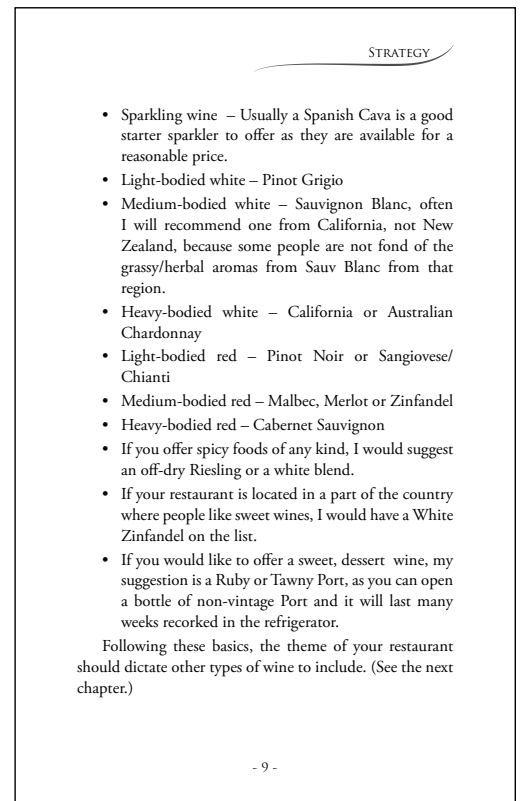 STRATEGY
• Sparkling wine – Usually a Spanish Cava is a good
starter sparkler to offer as they are available for a
reasonable price.
• Light-bodied white – Pinot Grigio
• Medium-bodied white – Sauvignon Blanc, often
I will recommend one from California, not New
Zealand, because some people are not fond of the
grassy/herbal aromas from Sauv Blanc from that
region.
• Heavy-bodied white – California or Australian
Chardonnay
• Light-bodied red – Pinot Noir or Sangiovese/
Chianti
• Medium-bodied red – Malbec, Merlot or Zinfandel
• Heavy-bodied red – Cabernet Sauvignon
• If you offer spicy foods of any kind, I would suggest
an off-dry Riesling or a white blend.
• If your restaurant is located in a part of the country
where people like sweet wines, I would have a White
Zinfandel on the list.
• If you would like to offer a sweet, dessert wine, my
suggestion is a Ruby or Tawny Port, as you can open
a bottle of non-vintage Port and it will last many
weeks recorked in the refrigerator.
Following these basics, the theme of your restaurant
should dictate other types of wine to include. (See the next
chapter.)
- 9 -